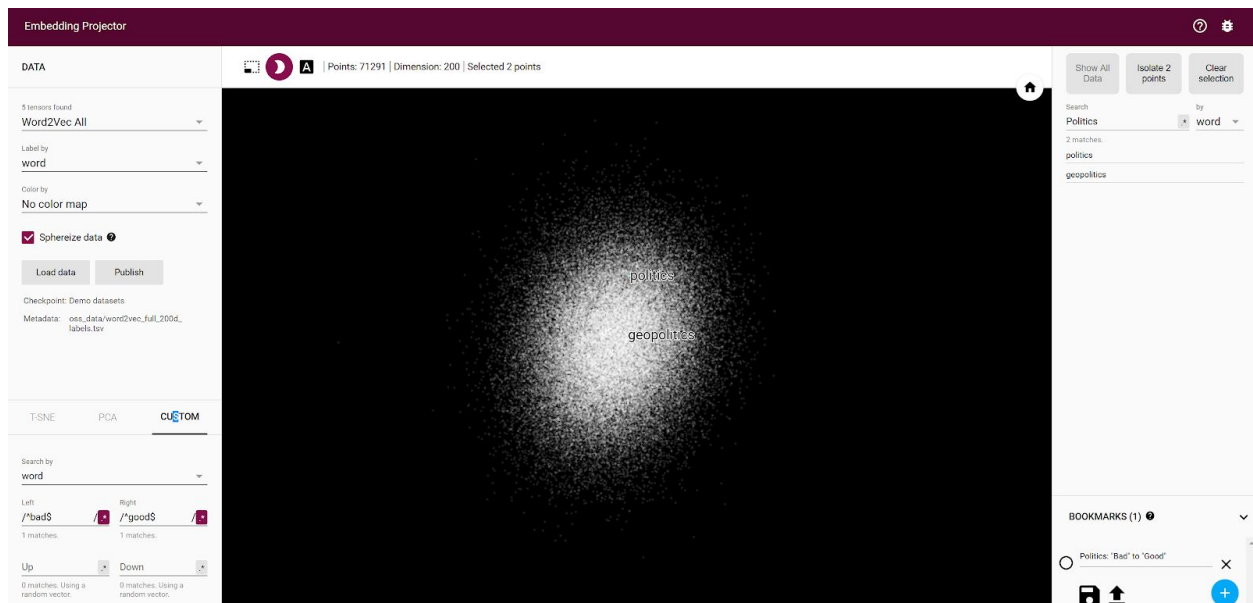 Embedding Projector
DATA
5 tensors found
Word2Vec All
Label by
word
Color by
No color map
Sphereize data ?
Load data Publish
Checkpoint: Demo datasets
Metadata: oss_data/word2vec_full_200d_
labels.tsv
T-SNE PCA CUSTOM
Search by
word
Left Right
/^bad$ / .* /^good$ / .*
1 matches. 1 matches.
Up .* Down .*
0 matches. Using a 0 matches. Using a
random vector. random vector.
A | Points: 71291 | Dimension: 200 | Selected 2 points
politics
geopolitics
Show All Isolate 2 Clear
Data points selection
Search by
Politics .* word
2 matches.
politics
geopolitics
BOOKMARKS (1) ?
Politics: "Bad" to "Good"